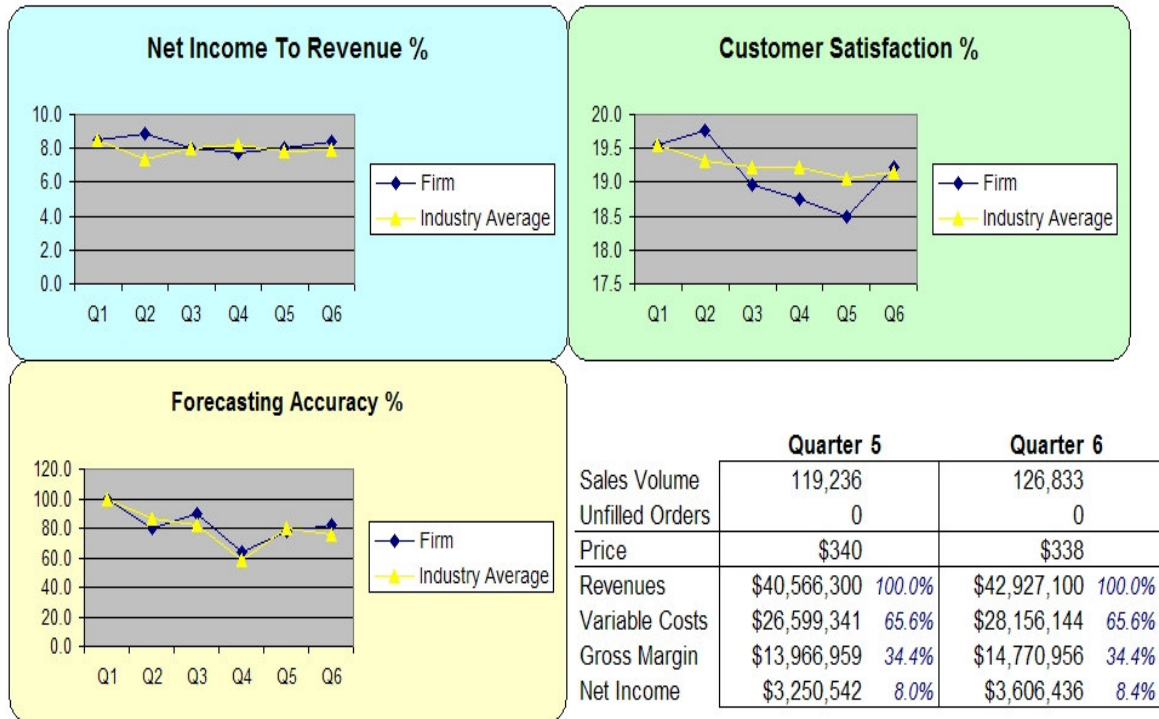 Net Income To Revenue %
10.0
8.0
6.0
4.0
2.0
0.0
Q1 Q2 Q3 Q4 Q5 Q6
Firm
Industry Average
Customer Satisfaction %
20.0
19.5
19.0
18.5
18.0
17.5
Q1 Q2 Q3 Q4 Q5 Q6
Firm
Industry Average
Forecasting Accuracy %
120.0
100.0
80.0
60.0
40.0
20.0
0.0
Q1 Q2 Q3 Q4 Q5 Q6
Firm
Industry Average
Quarter 5 Quarter 6
Sales Volume 119,236 126,833
Unfilled Orders 0 0
Price $340 $338
Revenues $40,566,300 100.0% $42,927,100 100.0%
Variable Costs $26,599,341 65.6% $28,156,144 65.6%
Gross Margin $13,966,959 34.4% $14,770,956 34.4%
Net Income $3,250,542 8.0% $3,606,436 8.4%